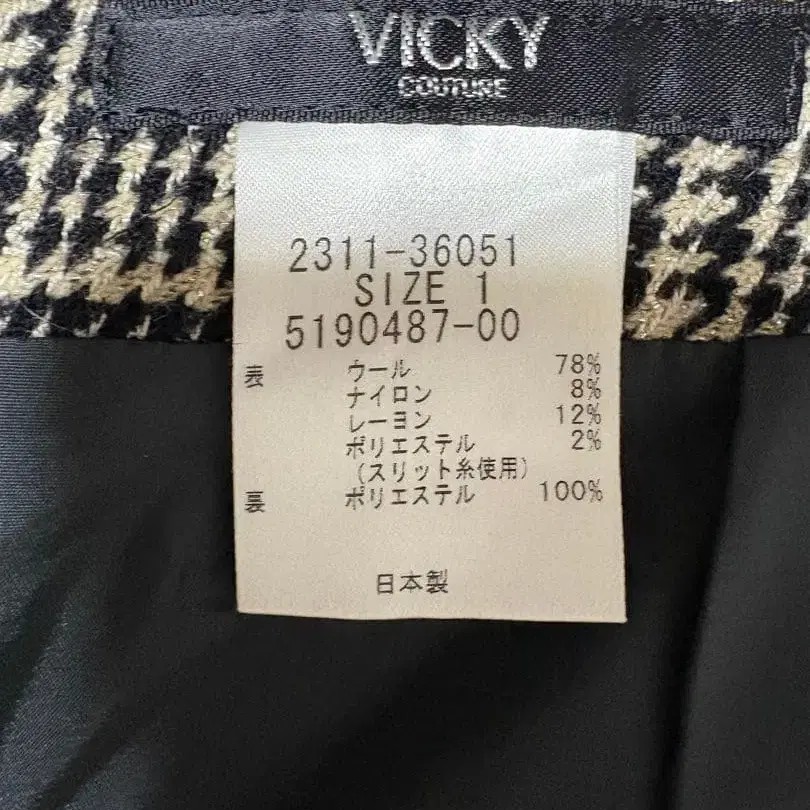 VICKY
COUTURE
2311-36051
SIZE 1
5190487-00
表 ウール 78%
ナイロン 8%
レーヨン 12%
ポリエステル 2%
(スリット糸使用)
裏 ポリエステル 100%
日本製